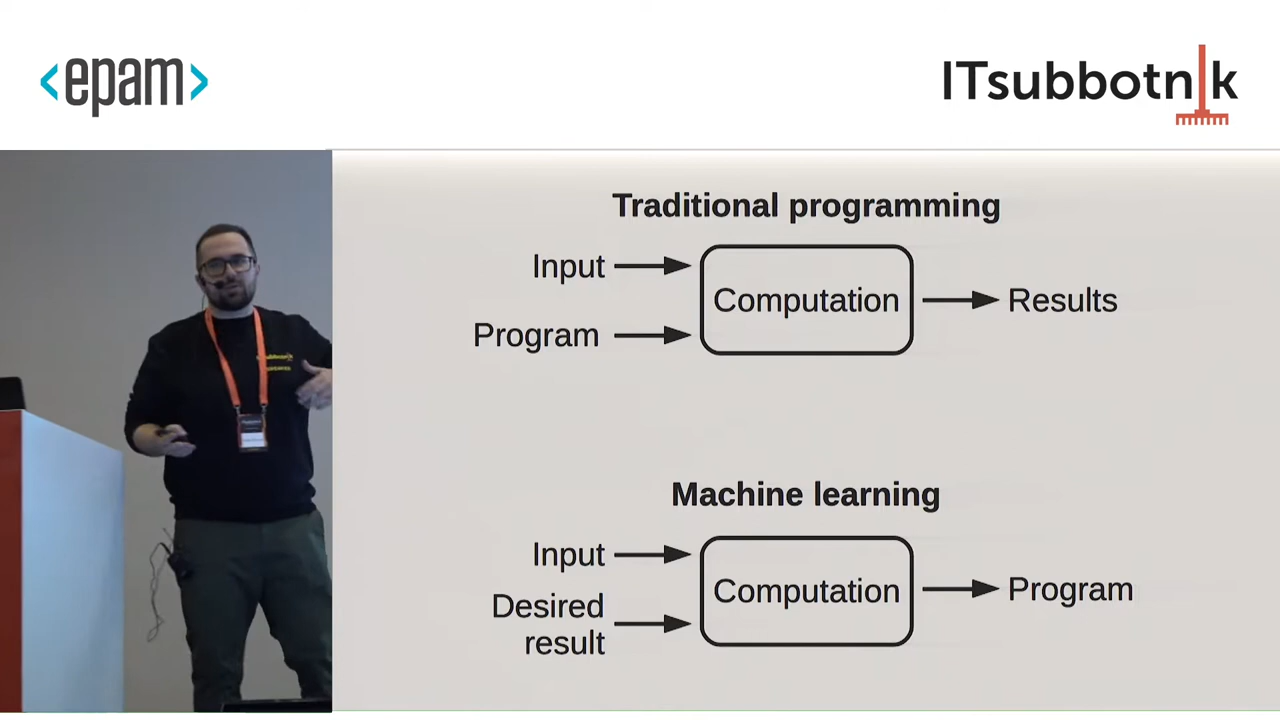 <epam>
ITsubbotnik
Traditional programming
Input
Program
Computation
Results
Machine learning
Input
Desired
result
Computation
Program